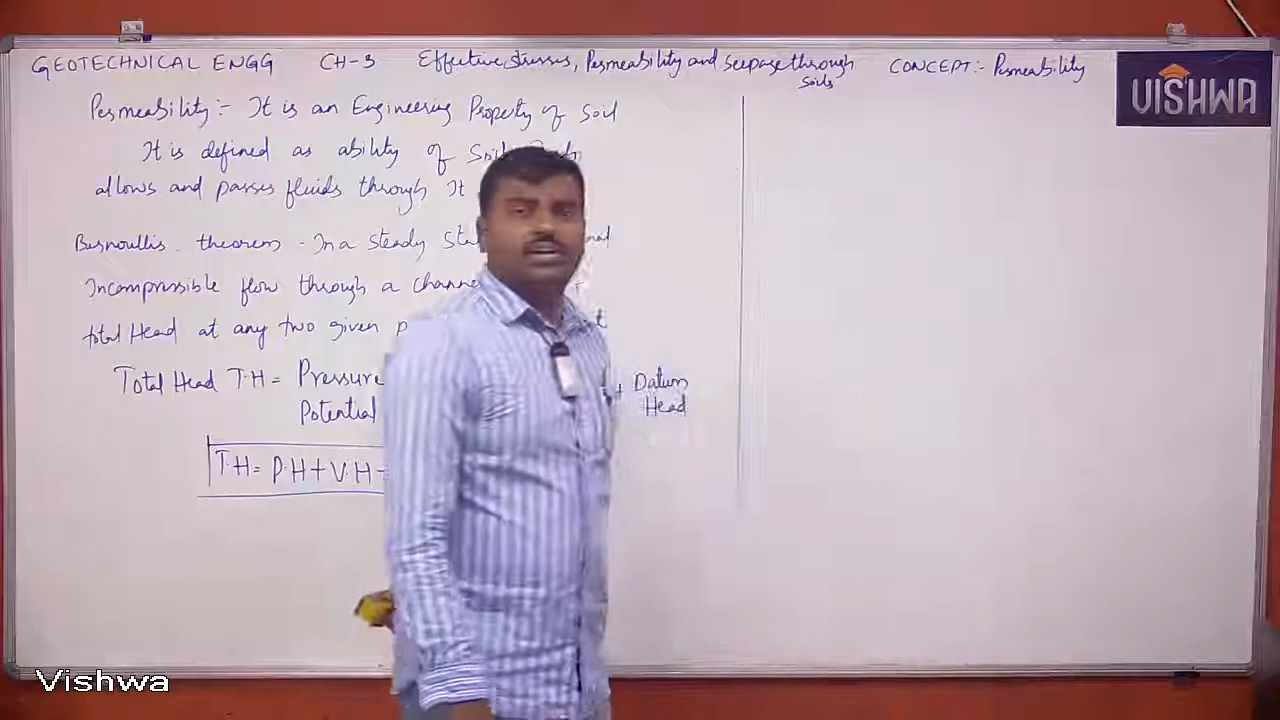 GEOTECHNICAL ENGG CH-3 Effective stresses, Permeability and seepage through soils CONCEPT:- Permeability
VISHWA
Permeability:- It is an Engineering Property of Soil
It is defined as ability of Soil
allows and passes fluids through It
Bernoullis theorem - In a steady
Incompressible flow through a
total Head at any two given
Total Head T.H = Pressure + Datum
Potential Head
T.H = P.H + V.H +
Vishwa